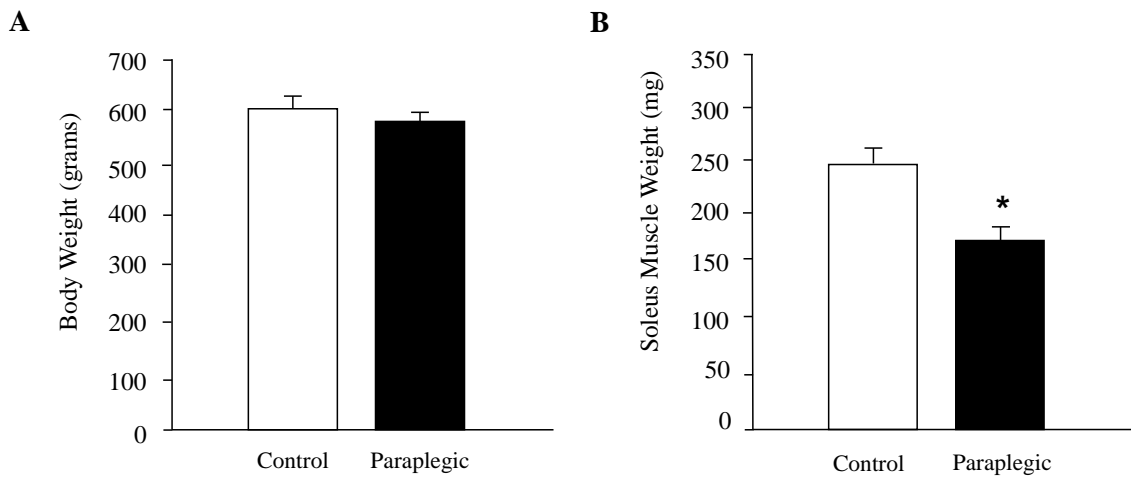 A
Body Weight (grams)
700
600
500
400
300
200
100
0
Control
Paraplegic
B
Soleus Muscle Weight (mg)
350
300
250
200
150
100
50
0
*
Control
Paraplegic